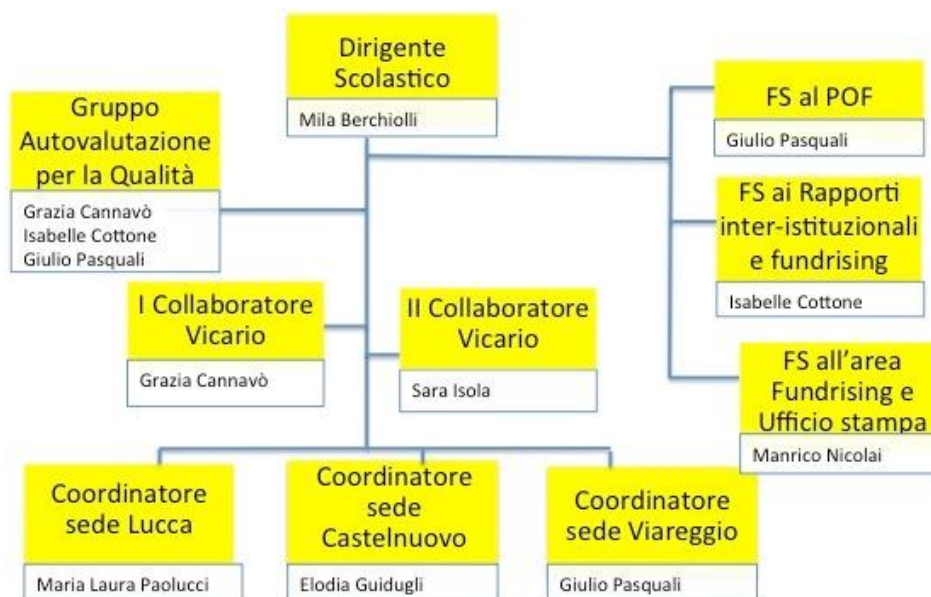 Dirigente
Scolastico
Mila Berchiolli
Gruppo
Autovalutazione
per la Qualità
Grazia Cannavò
Isabelle Cottone
Giulio Pasquali
FS al POF
Giulio Pasquali
FS ai Rapporti
inter-istituzionali
e fundrising
Isabelle Cottone
I Collaboratore
Vicario
Grazia Cannavò
II Collaboratore
Vicario
Sara Isola
FS all'area
Fundrising e
Ufficio stampa
Manrico Nicolai
Coordinatore
sede Lucca
Maria Laura Paolucci
Coordinatore
sede
Castelnuovo
Elodia Guidugli
Coordinatore
sede Viareggio
Giulio Pasquali